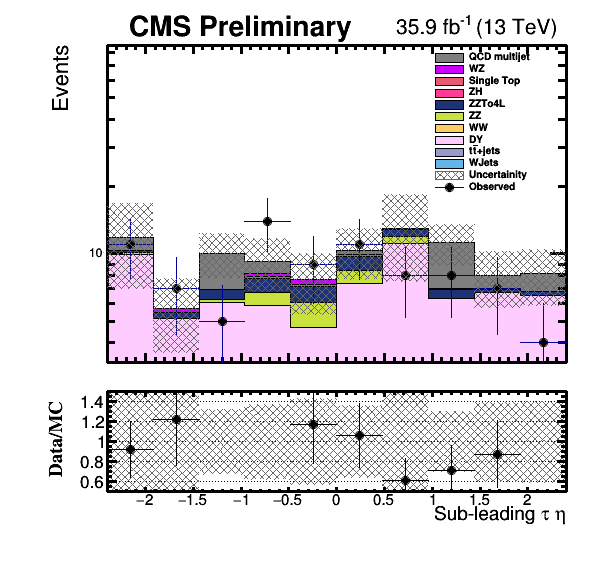 CMS Preliminary 35.9 fb⁻¹ (13 TeV)
Events
QCD multijet
WZ
Single Top
ZH
ZZTo4L
ZZ
WW
DY
tt̄+jets
WJets
Uncertainity
Observed
10
Data/MC
1.4
1.2
1
0.8
0.6
−2 −1.5 −1 −0.5 0 0.5 1 1.5 2
Sub-leading τ η